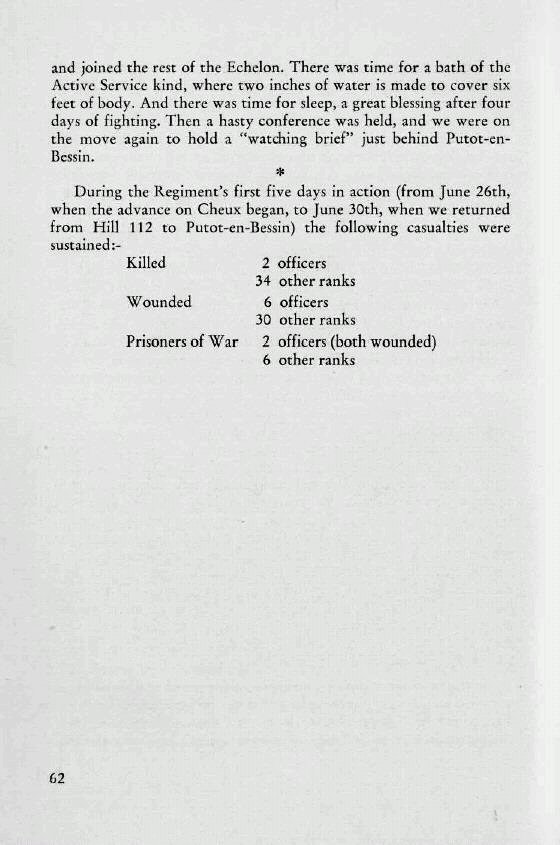 and joined the rest of the Echelon. There was time for a bath of the
Active Service kind, where two inches of water is made to cover six
feet of body. And there was time for sleep, a great blessing after four
days of fighting. Then a hasty conference was held, and we were on
the move again to hold a “watching brief” just behind Putot-en-
Bessin.
*
During the Regiment’s first five days in action (from June 26th,
when the advance on Cheux began, to June 30th, when we returned
from Hill 112 to Putot-en-Bessin) the following casualties were
sustained:-
Killed 2 officers
34 other ranks
Wounded 6 officers
30 other ranks
Prisoners of War 2 officers (both wounded)
6 other ranks
62